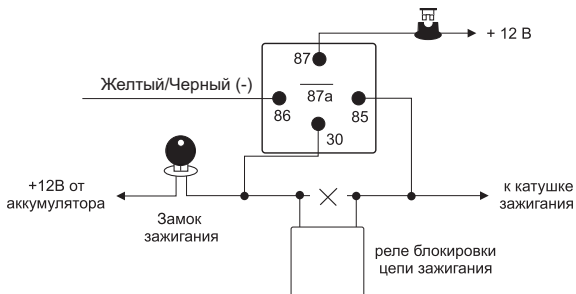 + 12 В
87
Желтый/Черный (-)
87а
86
85
30
+12В от
аккумулятора
Замок
зажигания
к катушке
зажигания
реле блокировки
цепи зажигания